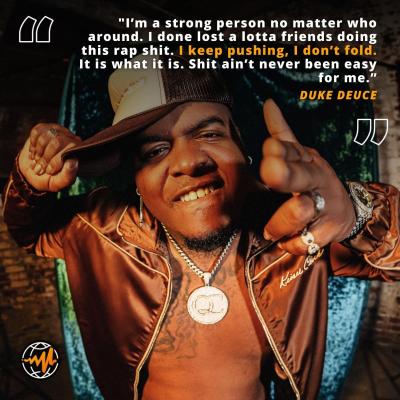 "I'm a strong person no matter who
around. I done lost a lotta friends doing
this rap shit. I keep pushing, I don't fold.
It is what it is. Shit ain't never been easy
for me."
DUKE DEUCE
QC